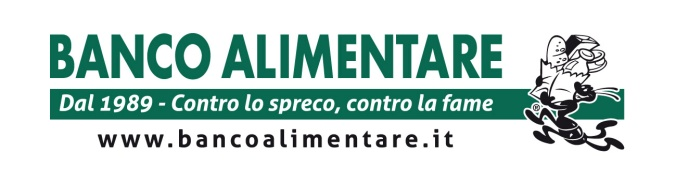 BANCO ALIMENTARE
Dal 1989 - Contro lo spreco, contro la fame
®
www.bancoalimentare.it